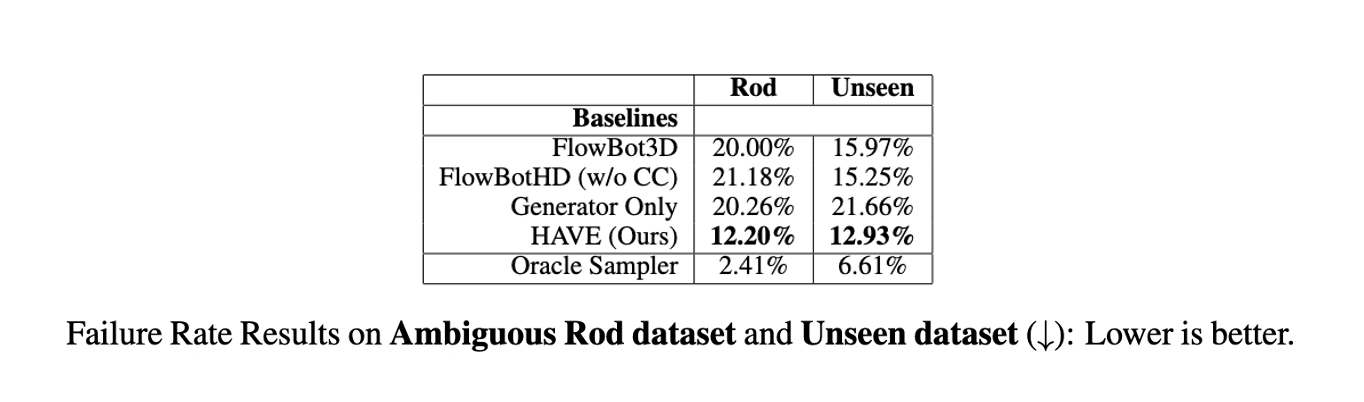 Rod Unseen
Baselines
FlowBot3D 20.00% 15.97%
FlowBotHD (w/o CC) 21.18% 15.25%
Generator Only 20.26% 21.66%
HAVE (Ours) 12.20% 12.93%
Oracle Sampler 2.41% 6.61%
Failure Rate Results on Ambiguous Rod dataset and Unseen dataset (↓): Lower is better.